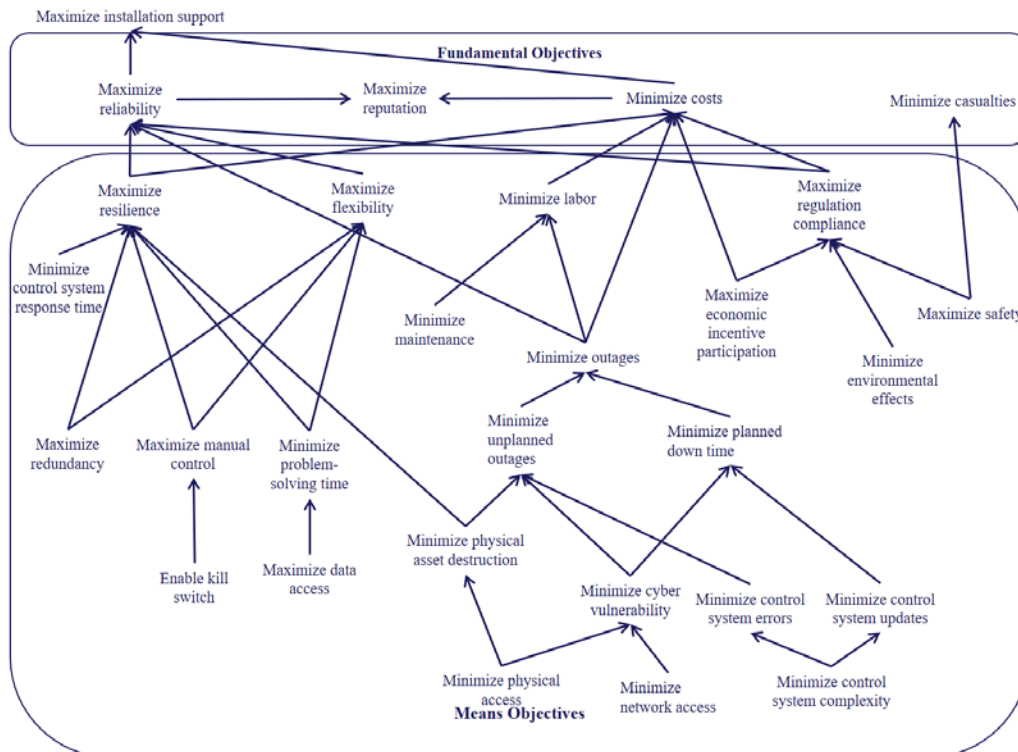 Maximize installation support
Fundamental Objectives
Maximize
reliability
Maximize
reputation
Minimize costs
Minimize casualties
Maximize
resilience
Maximize
flexibility
Minimize labor
Maximize
regulation
compliance
Minimize
control system
response time
Minimize
maintenance
Minimize outages
Maximize
economic
incentive
participation
Maximize safety
Minimize
environmental
effects
Maximize
redundancy
Maximize manual
control
Minimize
problem-
solving time
Minimize
unplanned
outages
Minimize planned
down time
Enable kill
switch
Maximize data
access
Minimize physical
asset destruction
Minimize cyber
vulnerability
Minimize control
system errors
Minimize control
system updates
Minimize physical
access
Minimize
network access
Minimize control
system complexity
Means Objectives